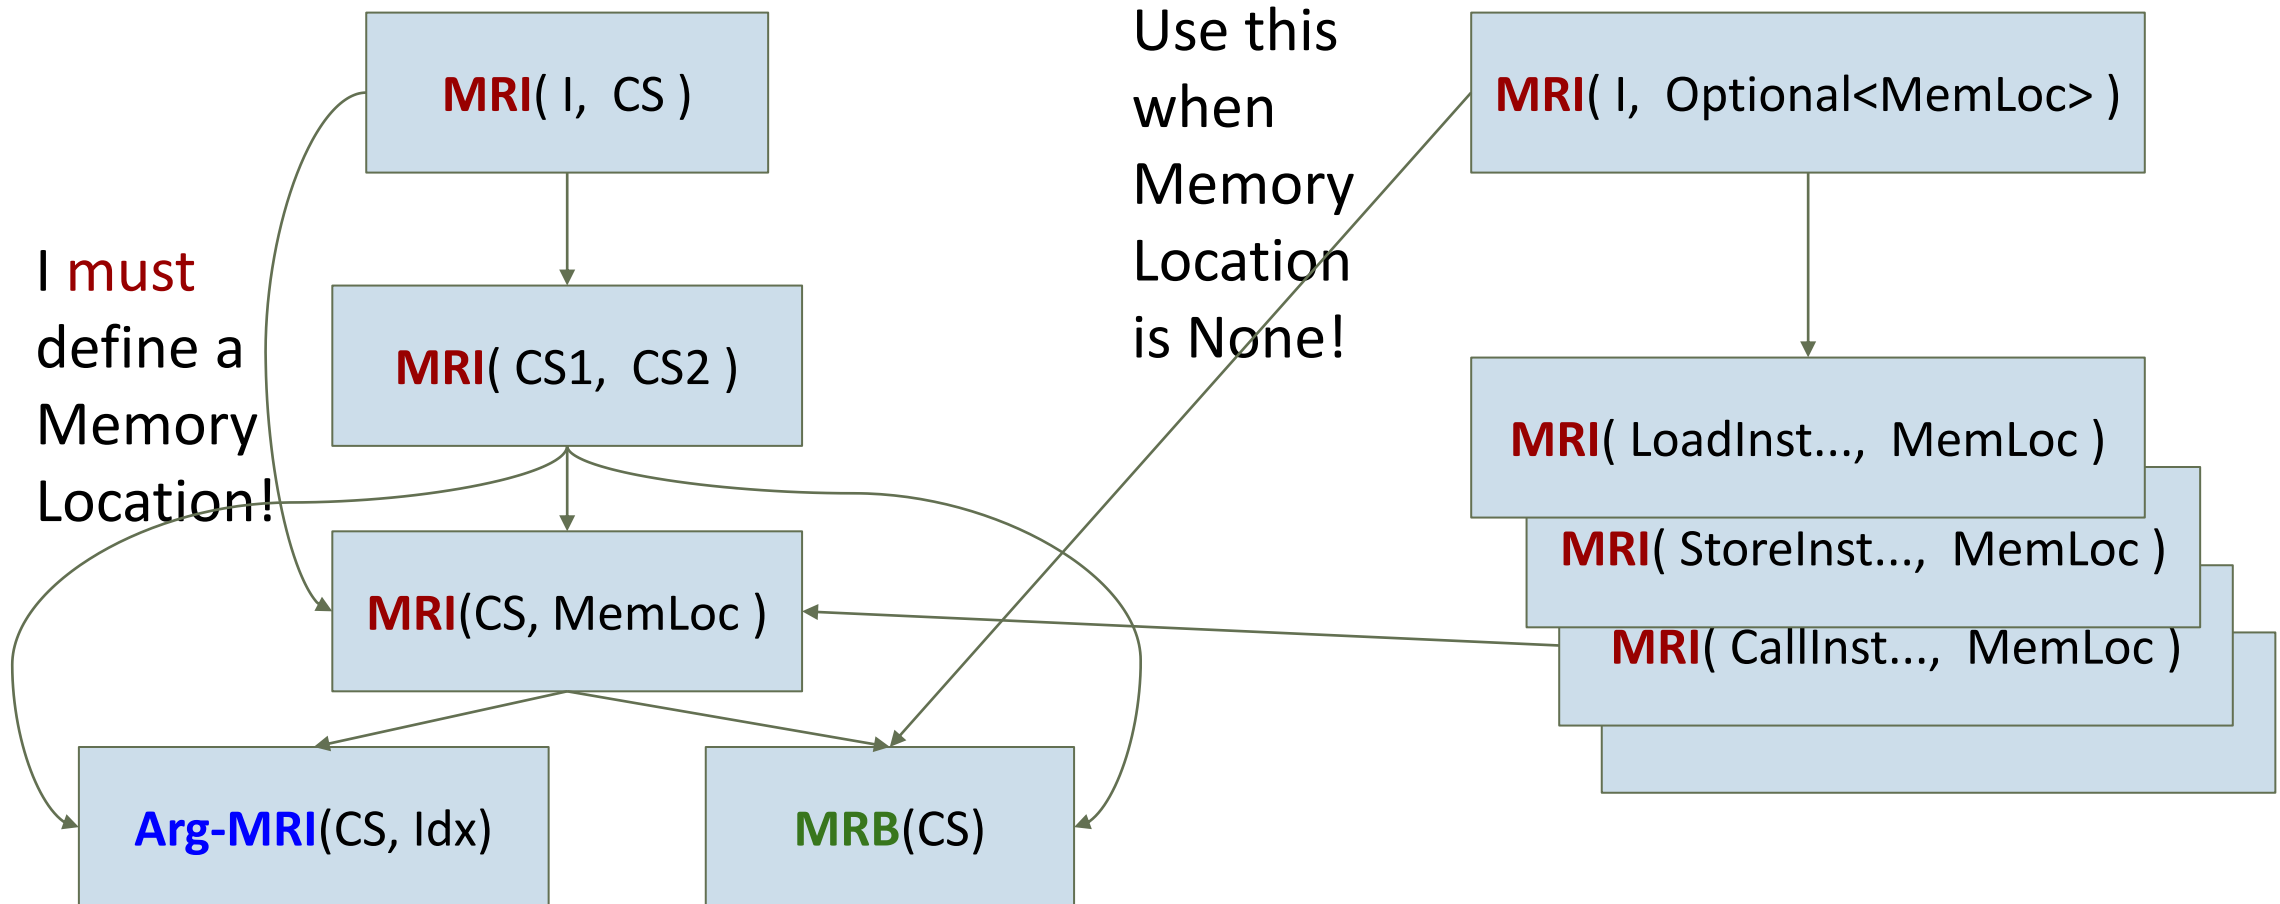 MRI( I, CS )
Use this
when
Memory
Location
is None!
MRI( I, Optional<MemLoc> )
I must
define a
Memory
Location!
MRI( CS1, CS2 )
MRI( LoadInst..., MemLoc )
MRI( StoreInst..., MemLoc )
MRI( CallInst..., MemLoc )
MRI(CS, MemLoc )
Arg-MRI(CS, Idx)
MRB(CS)